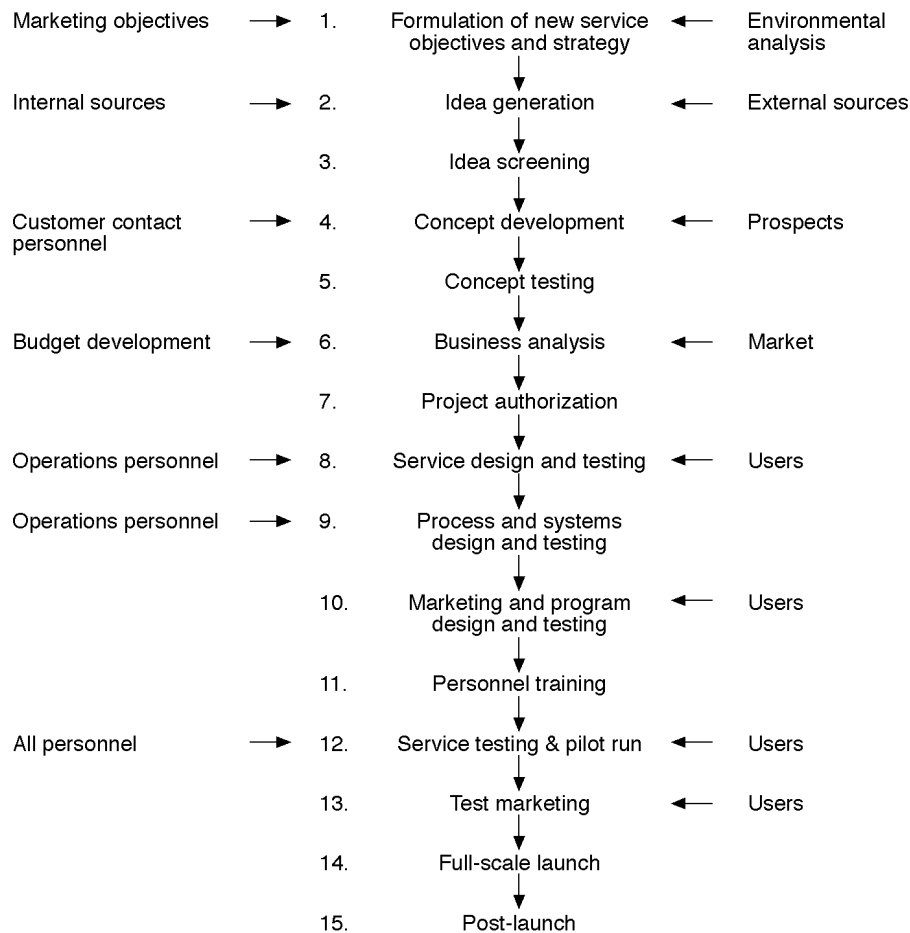 Marketing objectives 1. Formulation of new service Environmental
objectives and strategy analysis
Internal sources 2. Idea generation External sources
3. Idea screening
Customer contact 4. Concept development Prospects
personnel
5. Concept testing
Budget development 6. Business analysis Market
7. Project authorization
Operations personnel 8. Service design and testing Users
Operations personnel 9. Process and systems
design and testing
10. Marketing and program Users
design and testing
11. Personnel training
All personnel 12. Service testing & pilot run Users
13. Test marketing Users
14. Full-scale launch
15. Post-launch